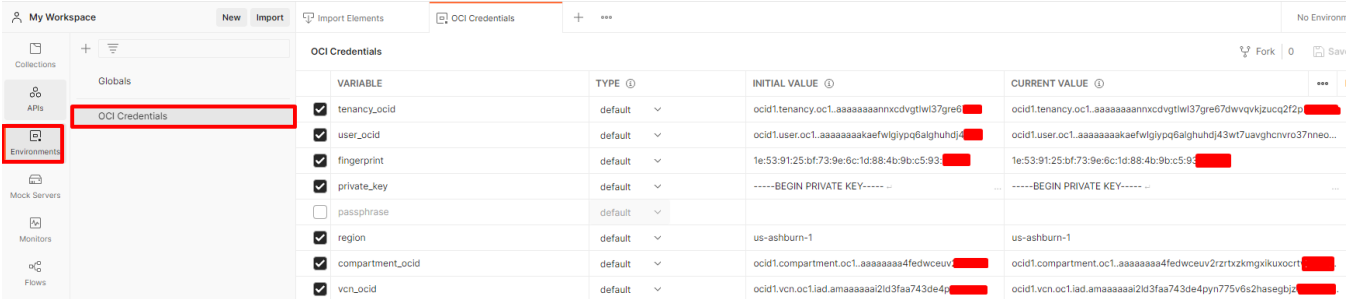 My Workspace New Import Import Elements OCI Credentials No Environm
OCI Credentials Fork 0 Save
Collections
Globals
VARIABLE TYPE INITIAL VALUE CURRENT VALUE
APIs
tenancy_ocid default ocid1.tenancy.oc1..aaaaaaaannxcdvgtlwl37gre6 ocid1.tenancy.oc1..aaaaaaaannxcdvgtlwl37gre67dwvqvkjzucq2f2p
OCI Credentials
user_ocid default ocid1.user.oc1..aaaaaaaakaefwlgiypq6alghuhdj4 ocid1.user.oc1..aaaaaaaakaefwlgiypq6alghuhdj43wt7uavghcnvro37nneo...
Environments
fingerprint default 1e:53:91:25:bf:73:9e:6c:1d:88:4b:9b:c5:93: 1e:53:91:25:bf:73:9e:6c:1d:88:4b:9b:c5:93
Mock Servers
private_key default -----BEGIN PRIVATE KEY----- ... -----BEGIN PRIVATE KEY----- ...
passphrase default
Monitors
region default us-ashburn-1 us-ashburn-1
compartment_ocid default ocid1.compartment.oc1..aaaaaaaa4fedwceuv2 ocid1.compartment.oc1..aaaaaaaa4fedwceuv2rzrtxzkmgxikuxocrt
Flows
vcn_ocid default ocid1.vcn.oc1.iad.amaaaaaai2ld3faa743de4p ocid1.vcn.oc1.iad.amaaaaaai2ld3faa743de4pyn775v6s2hasegbjz